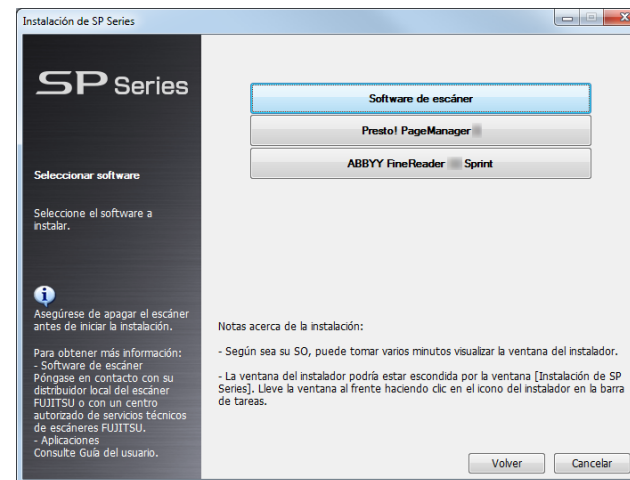 Instalación de SP Series
SP Series
Seleccionar software
Seleccione el software a
instalar.
Asegúrese de apagar el escáner
antes de iniciar la instalación.
Para obtener más información:
- Software de escáner
Póngase en contacto con su
distribuidor local del escáner
FUJITSU o con un centro
autorizado de servicios técnicos
de escáneres FUJITSU.
- Aplicaciones
Consulte Guía del usuario.
Software de escáner
Presto! PageManager
ABBYY FineReader Sprint
Notas acerca de la instalación:
- Según sea su SO, puede tomar varios minutos visualizar la ventana del instalador.
- La ventana del instalador podría estar escondida por la ventana [Instalación de SP
Series]. Lleve la ventana al frente haciendo clic en el icono del instalador en la barra
de tareas.
Volver
Cancelar